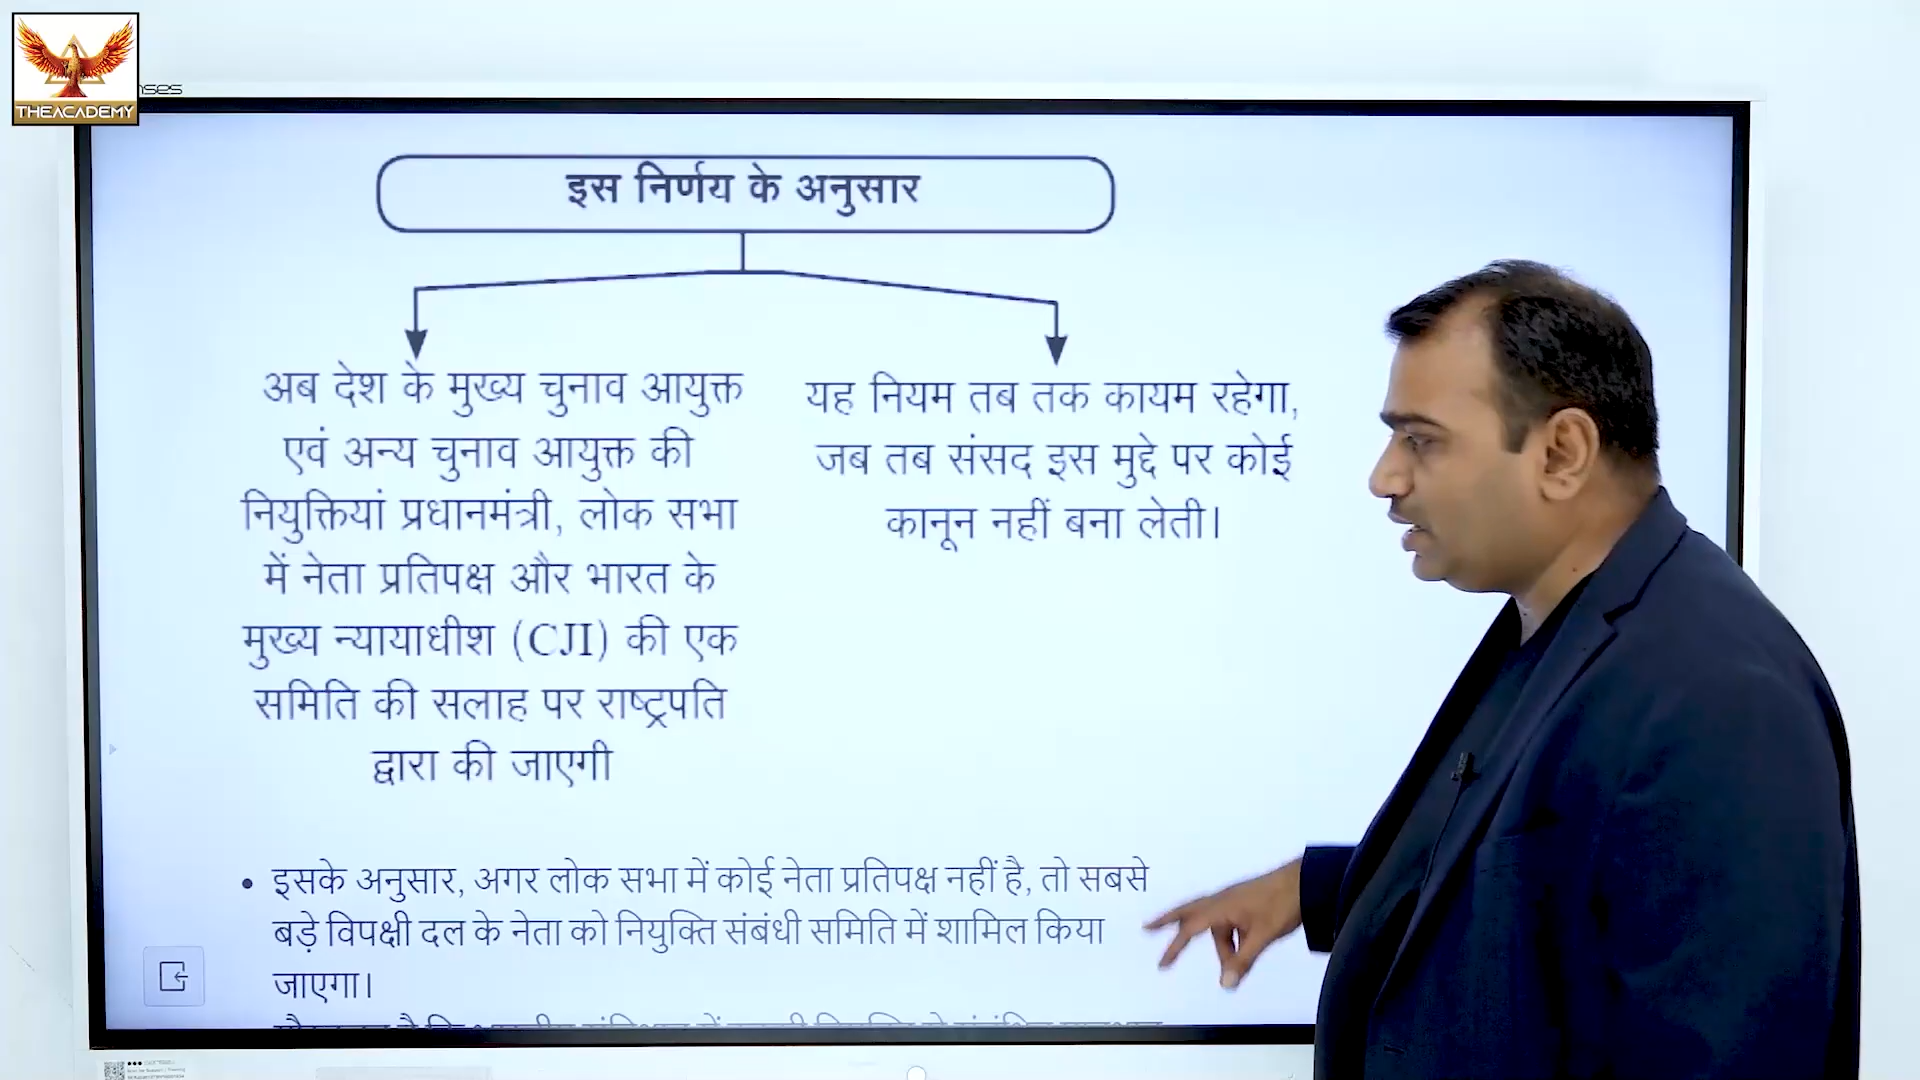 THEACADEMY
nses
इस निर्णय के अनुसार
अब देश के मुख्य चुनाव आयुक्त
एवं अन्य चुनाव आयुक्त की
नियुक्तियां प्रधानमंत्री, लोक सभा
में नेता प्रतिपक्ष और भारत के
मुख्य न्यायाधीश (CJI) की एक
समिति की सलाह पर राष्ट्रपति
द्वारा की जाएगी
यह नियम तब तक कायम रहेगा,
जब तब संसद इस मुद्दे पर कोई
कानून नहीं बना लेती।
• इसके अनुसार, अगर लोक सभा में कोई नेता प्रतिपक्ष नहीं है, तो सबसे
बड़े विपक्षी दल के नेता को नियुक्ति संबंधी समिति में शामिल किया
जाएगा।